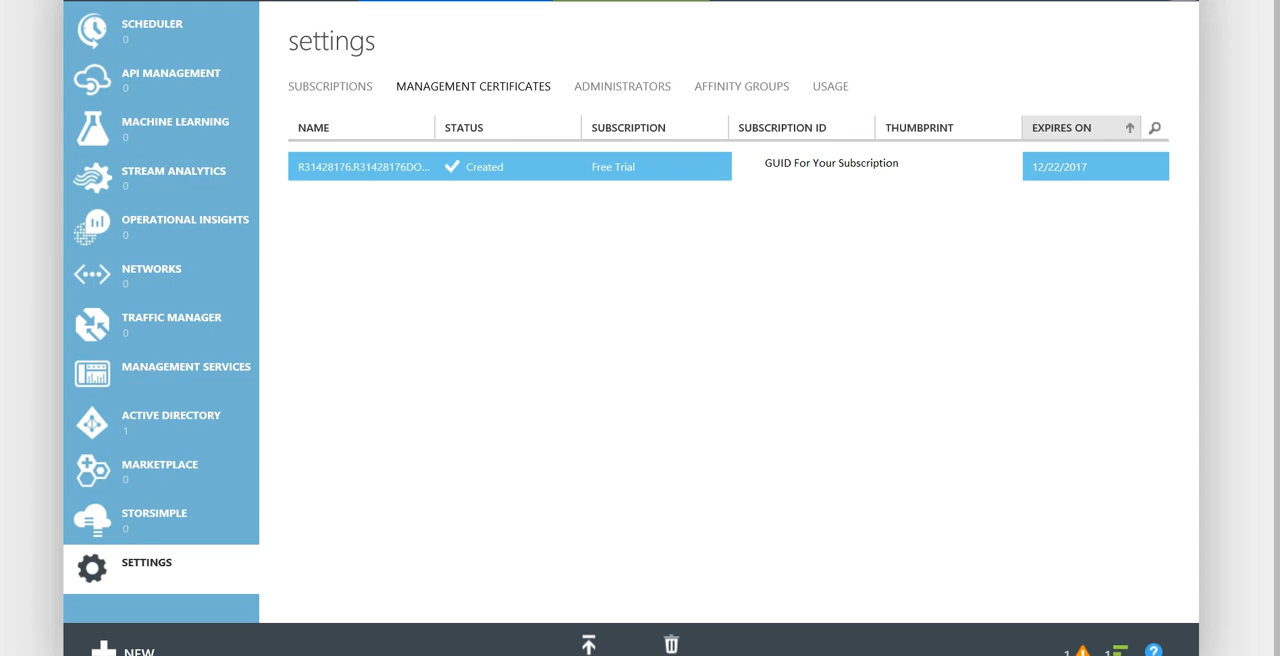 SCHEDULER
0
API MANAGEMENT
0
MACHINE LEARNING
0
STREAM ANALYTICS
0
OPERATIONAL INSIGHTS
0
NETWORKS
0
TRAFFIC MANAGER
0
MANAGEMENT SERVICES
ACTIVE DIRECTORY
1
MARKETPLACE
0
STORSIMPLE
0
SETTINGS
settings
SUBSCRIPTIONS MANAGEMENT CERTIFICATES ADMINISTRATORS AFFINITY GROUPS USAGE
NAME STATUS SUBSCRIPTION SUBSCRIPTION ID THUMBPRINT EXPIRES ON
R31428176.R31428176DO... Created Free Trial GUID For Your Subscription 12/22/2017
NEW 1 1 ?